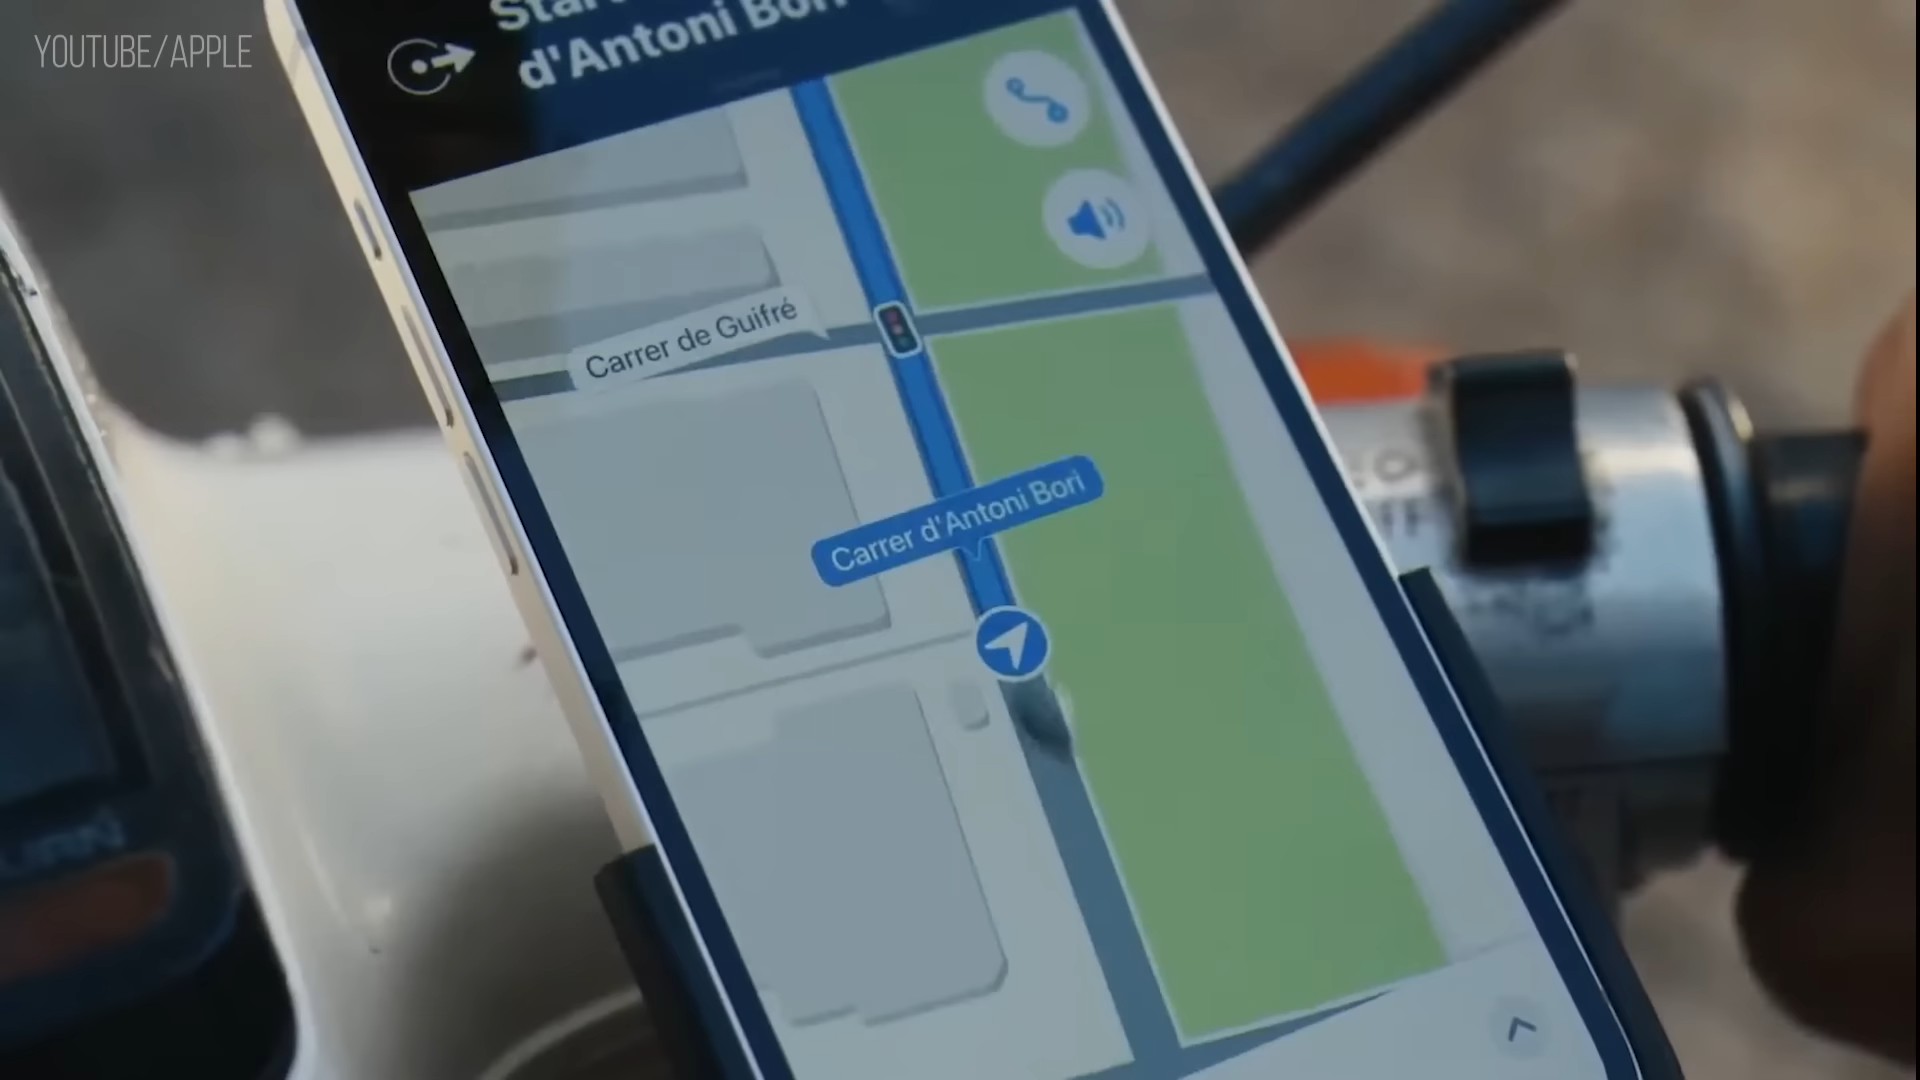 YOUTUBE/APPLE
d'Antoni Bori
Carrer de Guifré
Carrer d'Antoni Bori